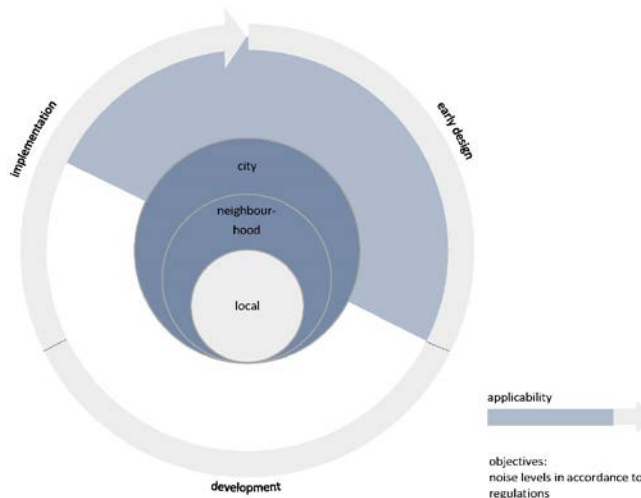 implementation
early design
city
neighbour-
hood
local
development
applicability
objectives:
noise levels in accordance to
regulations